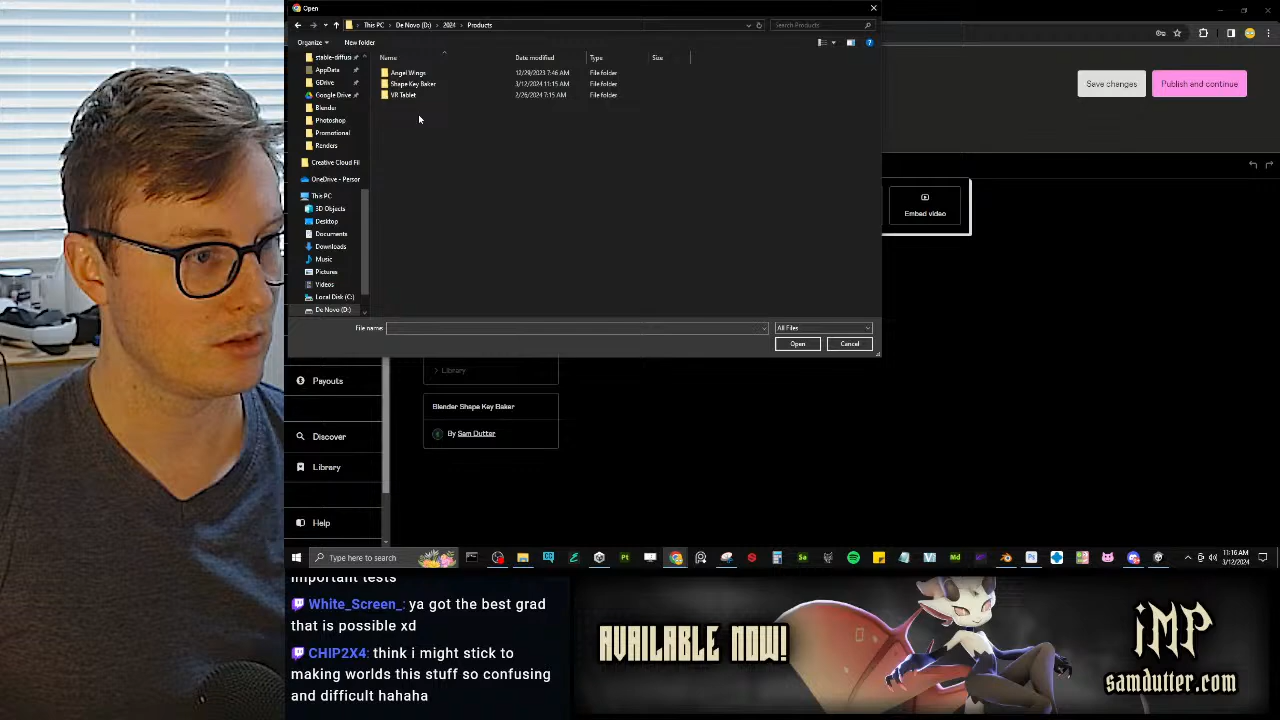 Open
This PC
De Novo (D:)
2024
Products
Search Products
Organize
New folder
Name
Date modified
Type
Size
Angel Wings
12/29/2023 7:46 AM
File folder
Shape Key Baker
3/12/2024 11:15 AM
File folder
VR Tablet
2/26/2024 7:15 AM
File folder
stable-diffus
AppData
GDrive
Google Drive
Blender
Photoshop
Promotional
Renders
Creative Cloud Fil
OneDrive - Person
This PC
3D Objects
Desktop
Documents
Downloads
Music
Pictures
Videos
Local Disk (C:)
De Novo (D:)
File name:
All Files
Open
Cancel
Save changes
Publish and continue
Embed video
Library
Blender Shape Key Baker
By Sam Dutter
Payouts
Discover
Library
Help
Type here to search
11:16 AM
3/12/2024
important tests
White_Screen_: ya got the best grad
that is possible xd
CHIP2X4: think i might stick to
making worlds this stuff so confusing
and difficult hahaha
AVAILABLE NOW!
iMP
samdutter.com